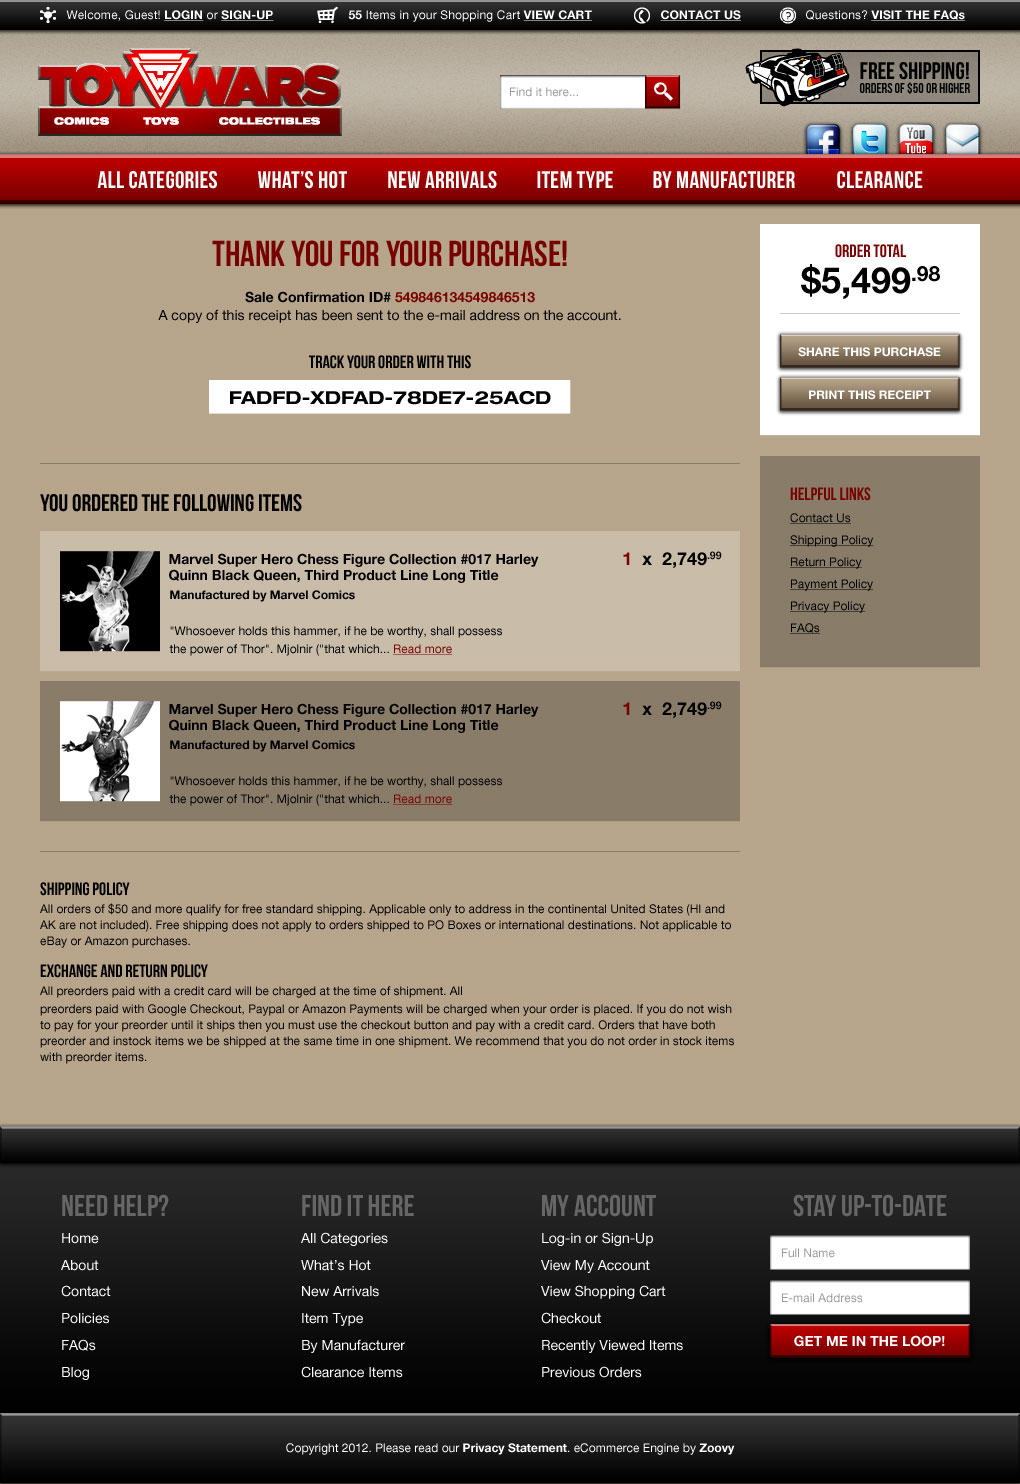 Welcome, Guest! LOGIN or SIGN-UP
55 Items in your Shopping Cart VIEW CART
CONTACT US
Questions? VISIT THE FAQs
TOY WARS
COMICS TOYS COLLECTIBLES
Find it here...
FREE SHIPPING!
ORDERS OF $50 OR HIGHER
You
Tube
ALL CATEGORIES WHAT'S HOT NEW ARRIVALS ITEM TYPE BY MANUFACTURER CLEARANCE
THANK YOU FOR YOUR PURCHASE!
Sale Confirmation ID# 549846134549846513
A copy of this receipt has been sent to the e-mail address on the account.
TRACK YOUR ORDER WITH THIS
FADFD-XDFAD-78DE7-25ACD
ORDER TOTAL
$5,499.98
SHARE THIS PURCHASE
PRINT THIS RECEIPT
HELPFUL LINKS
Contact Us
Shipping Policy
Return Policy
Payment Policy
Privacy Policy
FAQs
YOU ORDERED THE FOLLOWING ITEMS
Marvel Super Hero Chess Figure Collection #017 Harley
Quinn Black Queen, Third Product Line Long Title
Manufactured by Marvel Comics
1 x 2,749.99
"Whosoever holds this hammer, if he be worthy, shall possess
the power of Thor". Mjolnir ("that which... Read more
Marvel Super Hero Chess Figure Collection #017 Harley
Quinn Black Queen, Third Product Line Long Title
Manufactured by Marvel Comics
1 x 2,749.99
"Whosoever holds this hammer, if he be worthy, shall possess
the power of Thor". Mjolnir ("that which... Read more
SHIPPING POLICY
All orders of $50 and more qualify for free standard shipping. Applicable only to address in the continental United States (HI and
AK are not included). Free shipping does not apply to orders shipped to PO Boxes or international destinations. Not applicable to
eBay or Amazon purchases.
EXCHANGE AND RETURN POLICY
All preorders paid with a credit card will be charged at the time of shipment. All
preorders paid with Google Checkout, Paypal or Amazon Payments will be charged when your order is placed. If you do not wish
to pay for your preorder until it ships then you must use the checkout button and pay with a credit card. Orders that have both
preorder and instock items we be shipped at the same time in one shipment. We recommend that you do not order in stock items
with preorder items.
NEED HELP?
Home
About
Contact
Policies
FAQs
Blog
FIND IT HERE
All Categories
What's Hot
New Arrivals
Item Type
By Manufacturer
Clearance Items
MY ACCOUNT
Log-in or Sign-Up
View My Account
View Shopping Cart
Checkout
Recently Viewed Items
Previous Orders
STAY UP-TO-DATE
Full Name
E-mail Address
GET ME IN THE LOOP!
Copyright 2012. Please read our Privacy Statement. eCommerce Engine by Zoovy